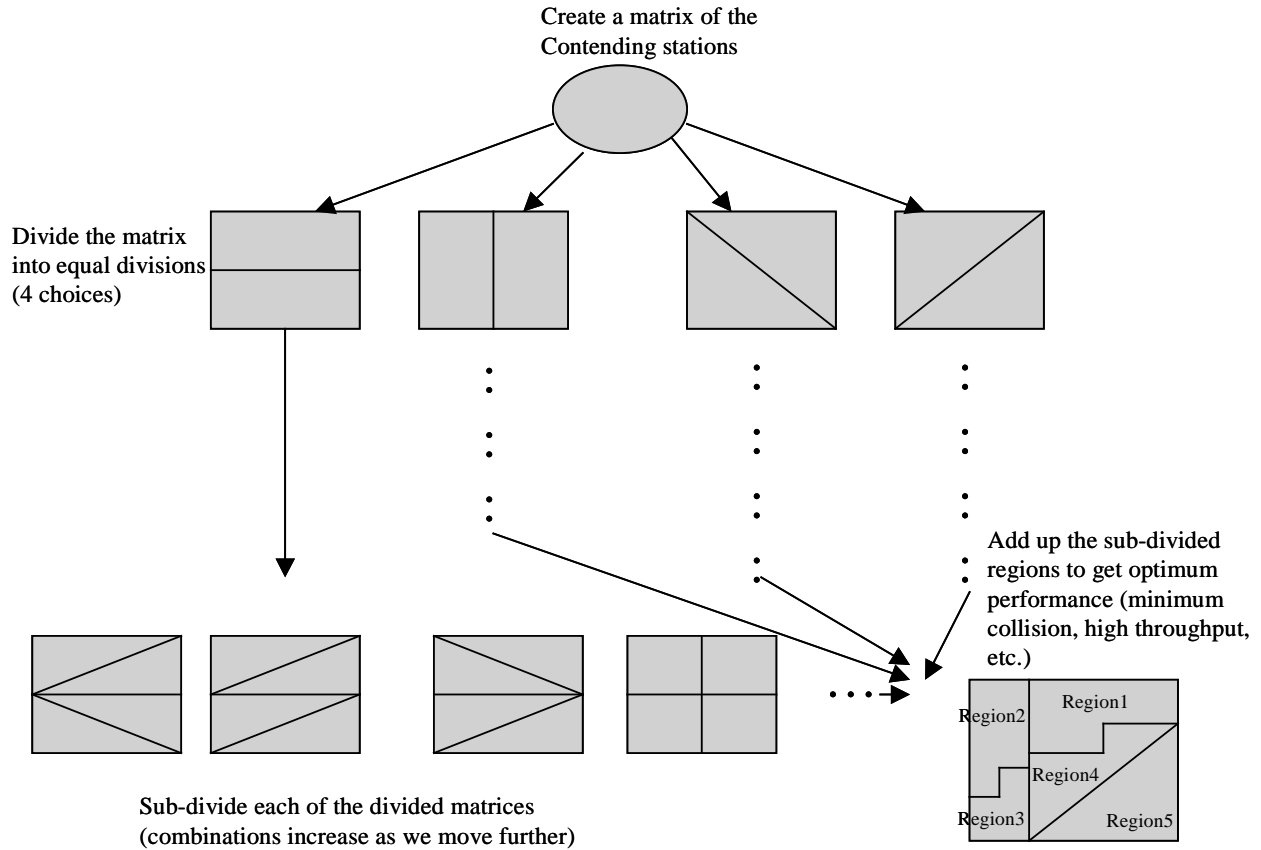 Create a matrix of the
Contending stations
Divide the matrix
into equal divisions
(4 choices)
Add up the sub-divided
regions to get optimum
performance (minimum
collision, high throughput,
etc.)
Region1
Region2
Region4
Region3
Region5
Sub-divide each of the divided matrices
(combinations increase as we move further)